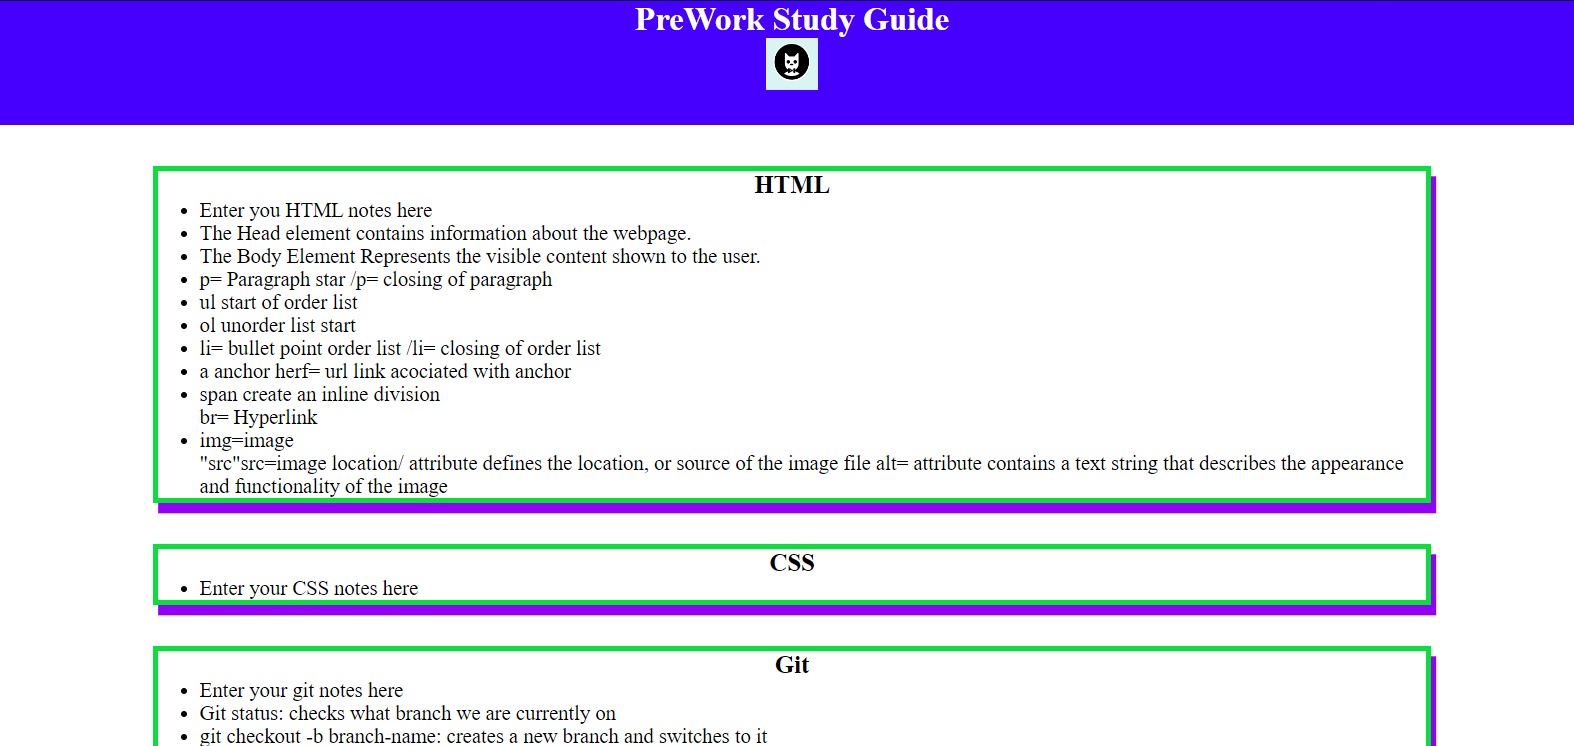 PreWork Study Guide
HTML
Enter you HTML notes here
The Head element contains information about the webpage.
The Body Element Represents the visible content shown to the user.
p= Paragraph star /p= closing of paragraph
ul start of order list
ol unorder list start
li= bullet point order list /li= closing of order list
a anchor herf= url link acociated with anchor
span create an inline division
br= Hyperlink
img=image
"src"src=image location/ attribute defines the location, or source of the image file alt= attribute contains a text string that describes the appearance
and functionality of the image
CSS
Enter your CSS notes here
Git
Enter your git notes here
Git status: checks what branch we are currently on
git checkout -b branch-name: creates a new branch and switches to it